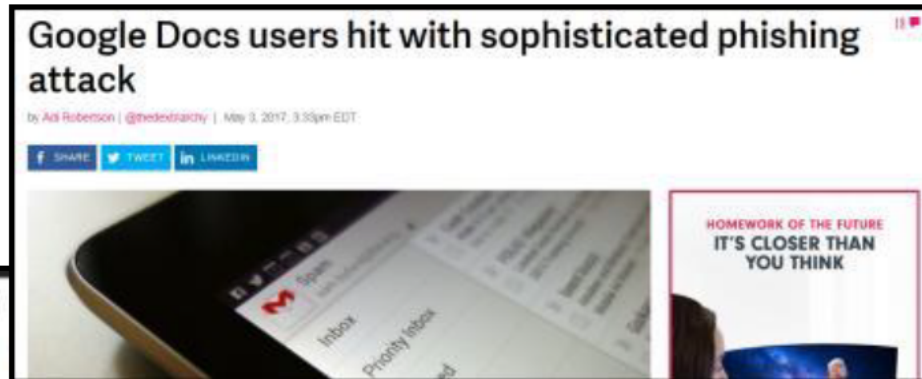 Google Docs users hit with sophisticated phishing
attack
by Adi Robertson | @thedextriarchy | May 3, 2017, 3:33pm EDT
SHARE TWEET LINKEDIN
Spam
Inbox
Priority Inbox
HOMEWORK OF THE FUTURE
IT'S CLOSER THAN
YOU THINK